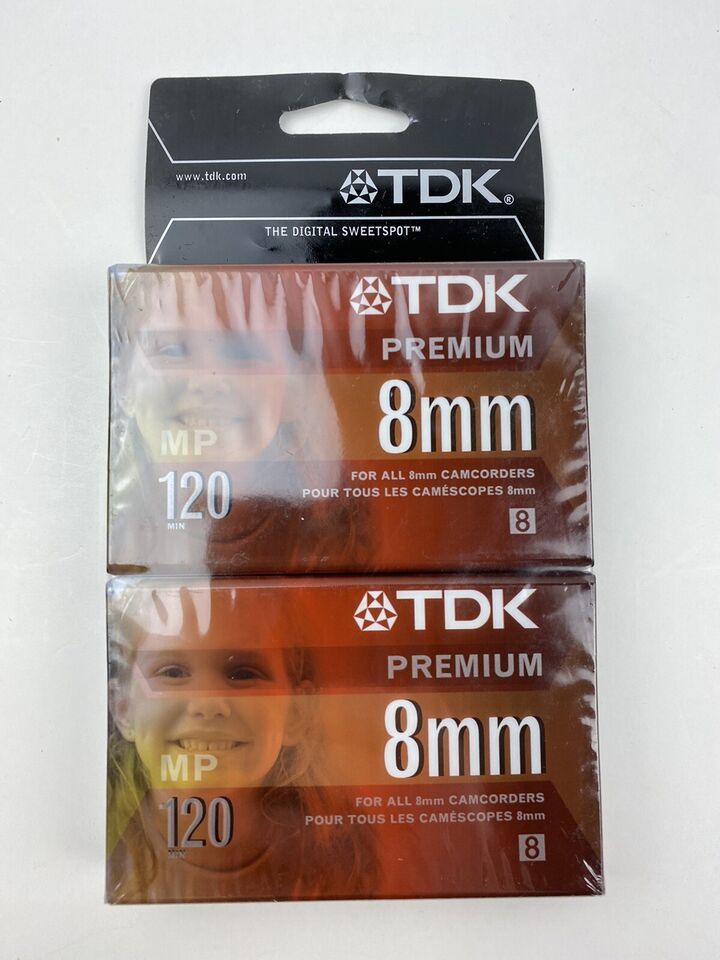 www.tdk.com
TDK®
THE DIGITAL SWEETSPOT™
TDK
PREMIUM
8mm
MP
120
MIN
FOR ALL 8mm CAMCORDERS
POUR TOUS LES CAMÉSCOPES 8mm
8
TDK
PREMIUM
8mm
MP
120
MIN
FOR ALL 8mm CAMCORDERS
POUR TOUS LES CAMÉSCOPES 8mm
8